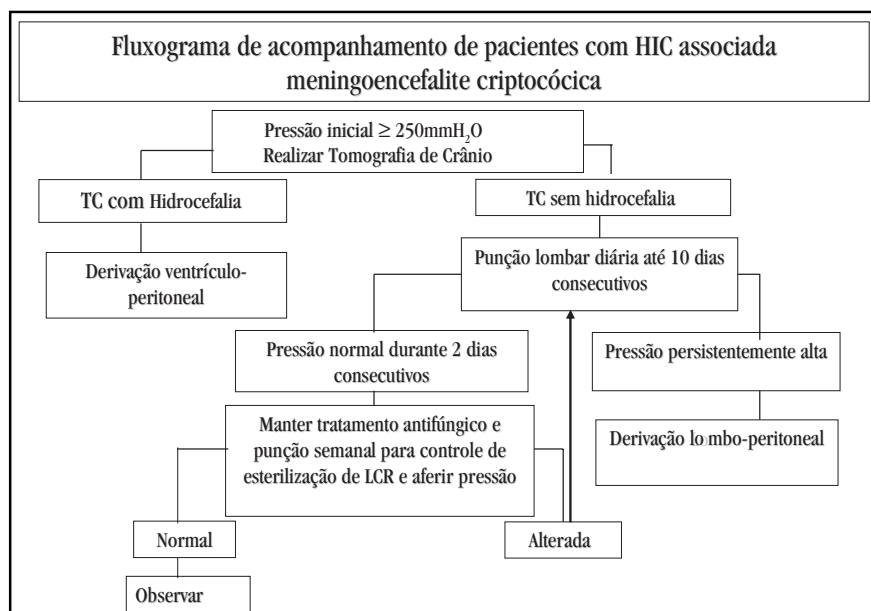 Fluxograma de acompanhamento de pacientes com HIC associada
meningoencefalite criptocócica
Pressão inicial ≥ 250mmH₂O
Realizar Tomografia de Crânio
TC com Hidrocefalia
TC sem hidrocefalia
Derivação ventrículo-
peritoneal
Punção lombar diária até 10 dias
consecutivos
Pressão normal durante 2 dias
consecutivos
Pressão persistentemente alta
Manter tratamento antifúngico e
punção semanal para controle de
esterilização de LCR e aferir pressão
Derivação lombo-peritoneal
Normal
Alterada
Observar